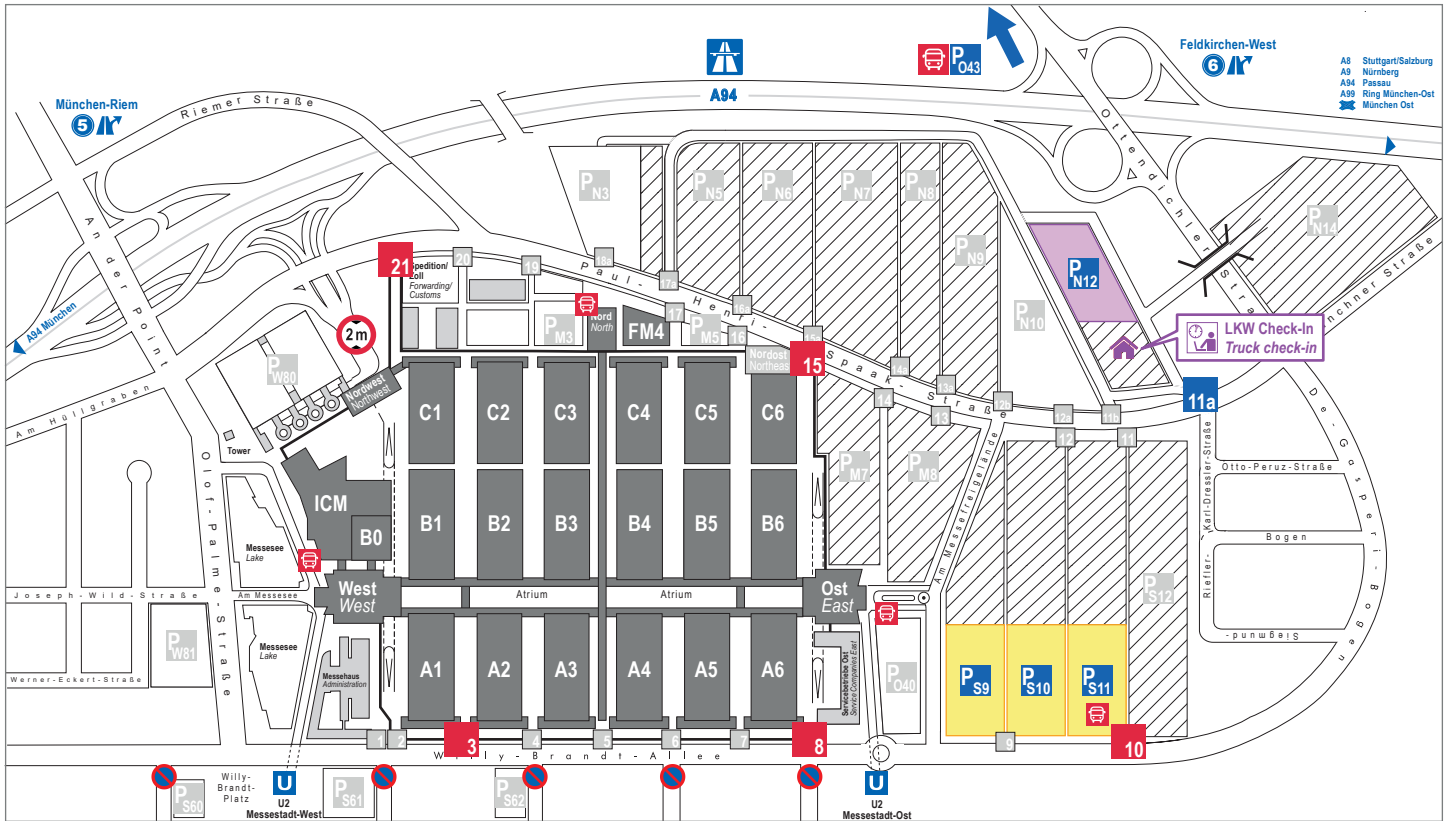 A94
P
O43
Feldkirchen-West
6
A8 Stuttgart/Salzburg
A9 Nürnberg
A94 Passau
A99 Ring München-Ost
München Ost
München-Riem
5
Riemer Straße
An der Point
A94 München
Am Hüllgraben
Olof-Palme-Straße
Ottendichler Straße
Paul-Henri-Spaak-Straße
De-Gasperi-Bogen
Am Messefreigelände
Karl-Dressler-Straße
Otto-Peruz-Straße
Riefler-
Bogen
Siegmund-
P
N3
P
N5
P
N6
P
N7
P
N8
P
N9
P
N10
P
N12
P
N14
LKW Check-In
Truck check-in
21
20
19
18a
17a
17
16
15
14a
14
13a
13
12b
12a
12
11b
11
11a
Spedition/
Zoll
Forwarding/
Customs
2m
P
W80
P
M3
Nord
North
FM4
P
M5
Nordost
Northeast
Nordwest
Northwest
Tower
C1
C2
C3
C4
C5
C6
P
M7
P
M8
ICM
B0
B1
B2
B3
B4
B5
B6
Messesee
Lake
West
West
Atrium
Atrium
Ost
East
Joseph-Wild-Straße
Am Messesee
P
S12
P
W81
Messesee
Lake
Werner-Eckert-Straße
Messehaus
Administration
A1
A2
A3
A4
A5
A6
Servicebetriebe Ost
Service Companies East
P
O40
P
S9
P
S10
P
S11
1
2
3
4
5
6
7
8
9
10
Willy-Brandt-Allee
P
S60
Willy-
Brandt-
Platz
U
U2
Messestadt-West
P
S61
P
S62
U
U2
Messestadt-Ost